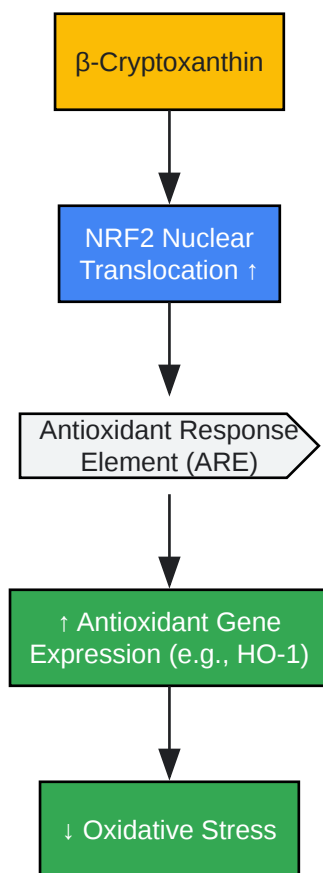 β-Cryptoxanthin
NRF2 Nuclear
Translocation ↑
Antioxidant Response
Element (ARE)
↑ Antioxidant Gene
Expression (e.g., HO-1)
↓ Oxidative Stress